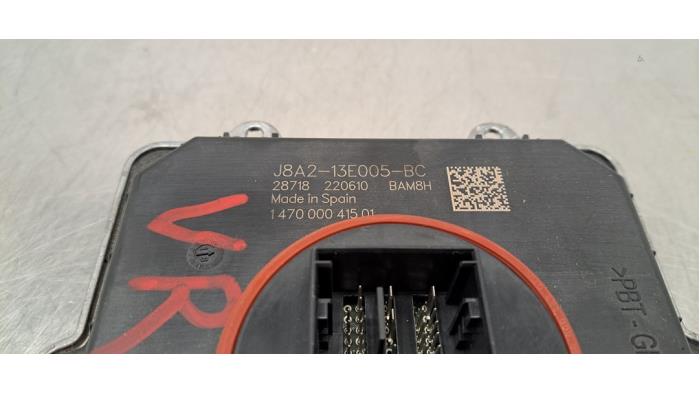 J8A2-13E005-BC
28718 220610 BAM8H
Made in Spain
1 470 000 415 01
VR
>PBT-G